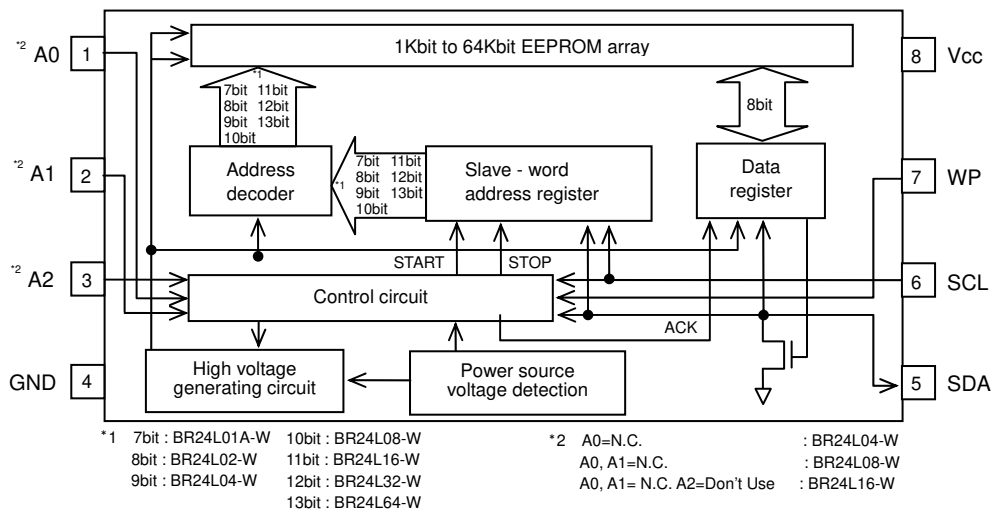 1Kbit to 64Kbit EEPROM array
*2 A0 1
8 Vcc
*1
7bit 11bit
8bit 12bit
9bit 13bit
10bit
8bit
*2 A1 2
Address
decoder
*1
7bit 11bit
8bit 12bit
9bit 13bit
10bit
Slave - word
address register
Data
register
7 WP
START
STOP
*2 A2 3
Control circuit
6 SCL
ACK
GND 4
High voltage
generating circuit
Power source
voltage detection
5 SDA
*1 7bit : BR24L01A-W 10bit : BR24L08-W
8bit : BR24L02-W 11bit : BR24L16-W
9bit : BR24L04-W 12bit : BR24L32-W
13bit : BR24L64-W
*2 A0=N.C. : BR24L04-W
A0, A1=N.C. : BR24L08-W
A0, A1= N.C. A2=Don't Use : BR24L16-W